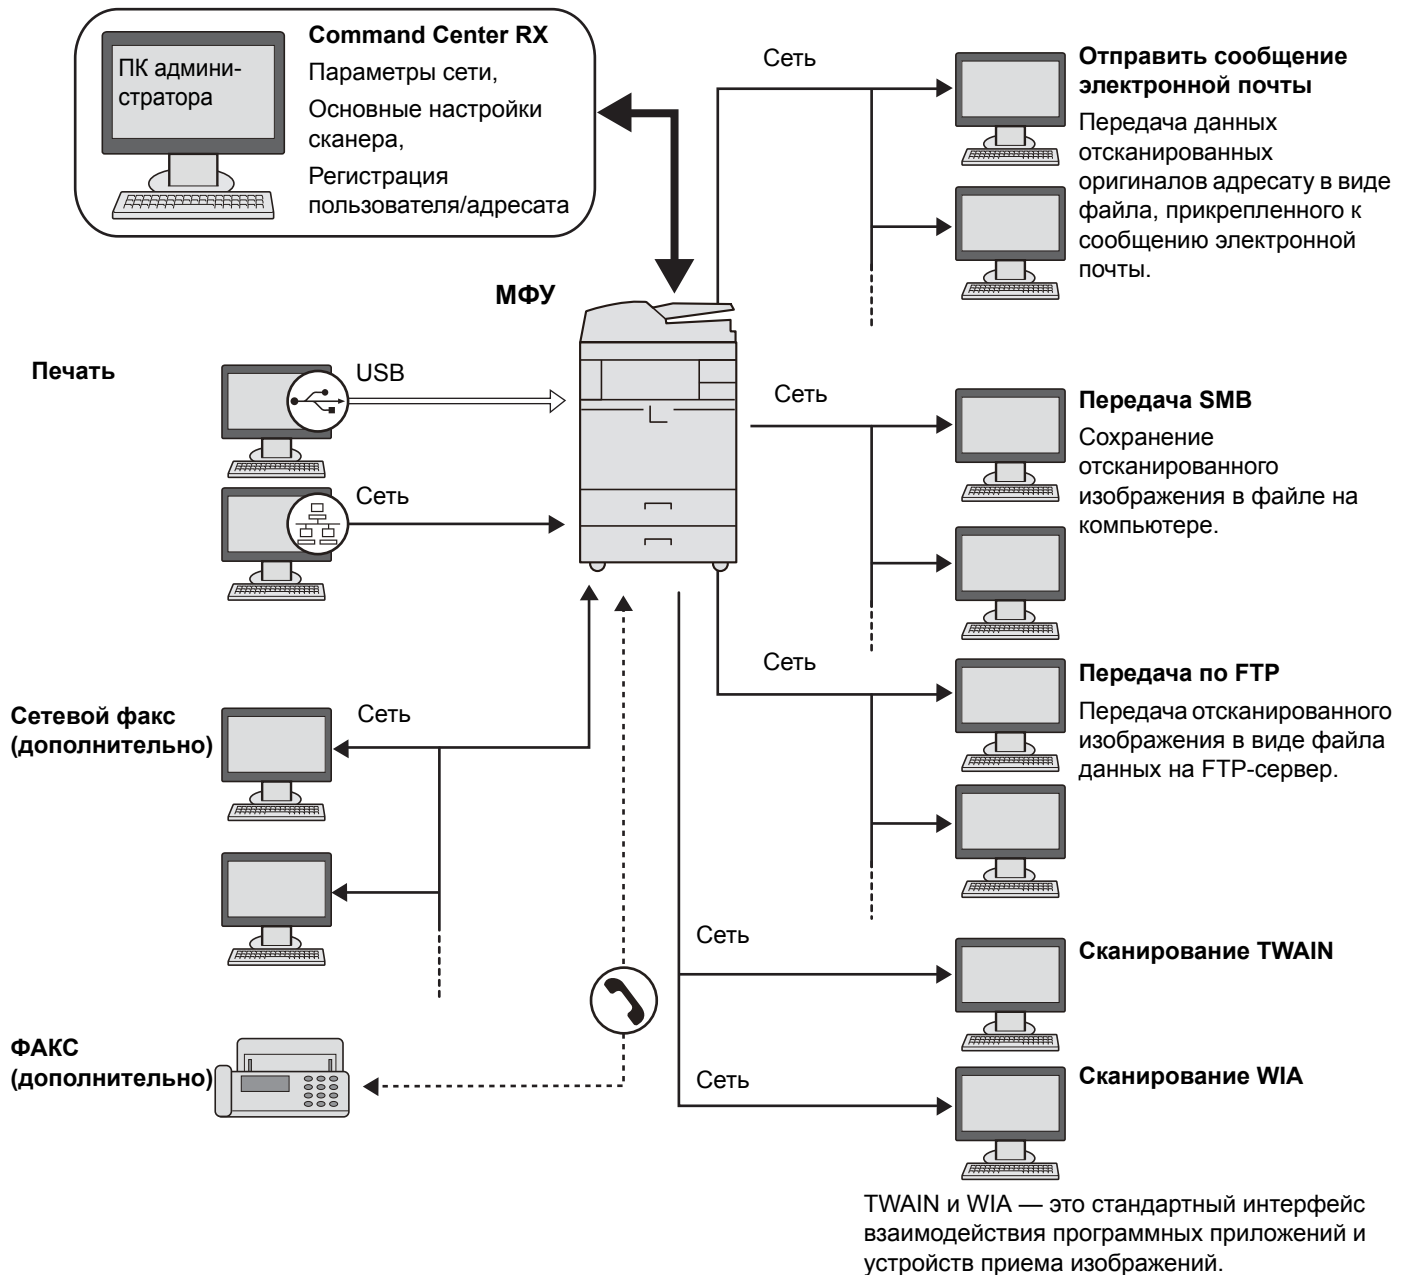 ПК админи-
стратора
Command Center RX
Параметры сети,
Основные настройки
сканера,
Регистрация
пользователя/адресата
Сеть
Отправить сообщение
электронной почты
Передача данных
отсканированных
оригиналов адресату в виде
файла, прикрепленного к
сообщению электронной
почты.
МФУ
Печать
USB
Сеть
Сеть
Передача SMB
Сохранение
отсканированного
изображения в файле на
компьютере.
Сеть
Передача по FTP
Передача отсканированного
изображения в виде файла
данных на FTP-сервер.
Сетевой факс
(дополнительно)
Сеть
Сеть
Сканирование TWAIN
ФАКС
(дополнительно)
Сеть
Сканирование WIA
TWAIN и WIA — это стандартный интерфейс
взаимодействия программных приложений и
устройств приема изображений.